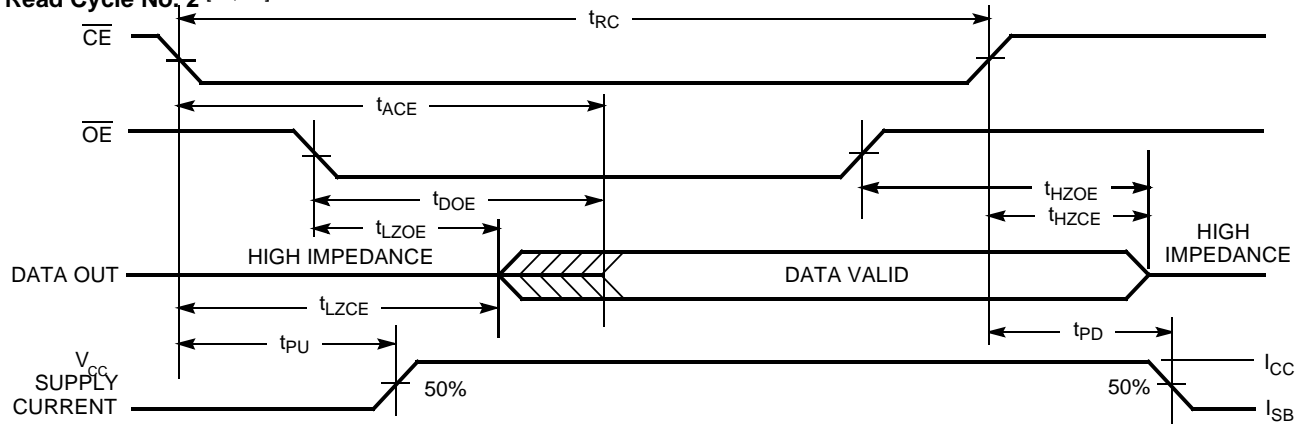 Read Cycle No. 2
tRC
CE
tACE
OE
tDOE
tHZOE
tLZOE
tHZCE
HIGH IMPEDANCE
HIGH
IMPEDANCE
DATA OUT
DATA VALID
tLZCE
tPU
tPD
VCC
SUPPLY
CURRENT
50%
50%
ICC
ISB